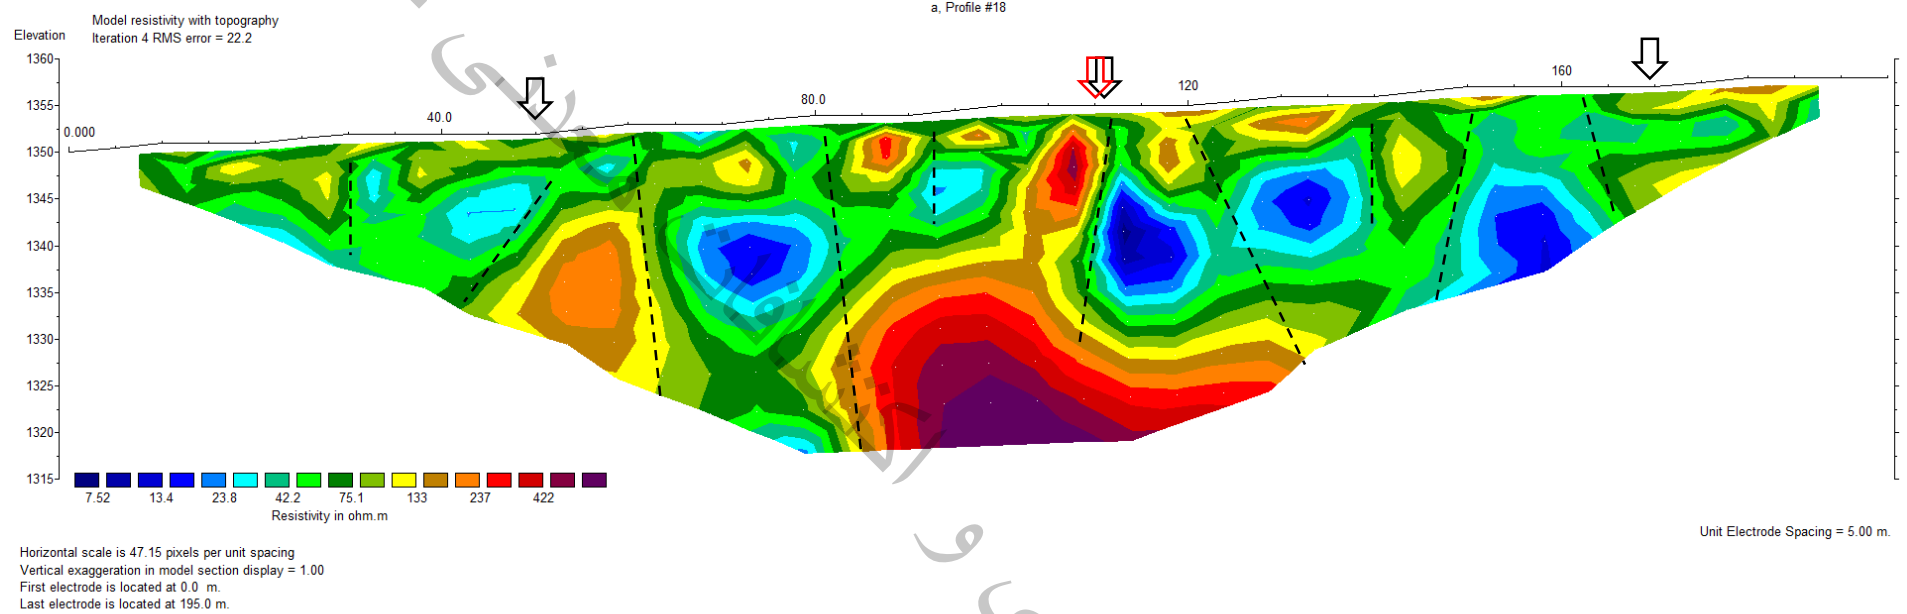 a, Profile #18
Model resistivity with topography
Elevation
Iteration 4 RMS error = 22.2
1360
1355
1350
1345
1340
1335
1330
1325
1320
1315
0.000
40.0
80.0
120
160
7.52 13.4 23.8 42.2 75.1 133 237 422
Resistivity in ohm.m
Unit Electrode Spacing = 5.00 m.
Horizontal scale is 47.15 pixels per unit spacing
Vertical exaggeration in model section display = 1.00
First electrode is located at 0.0 m.
Last electrode is located at 195.0 m.